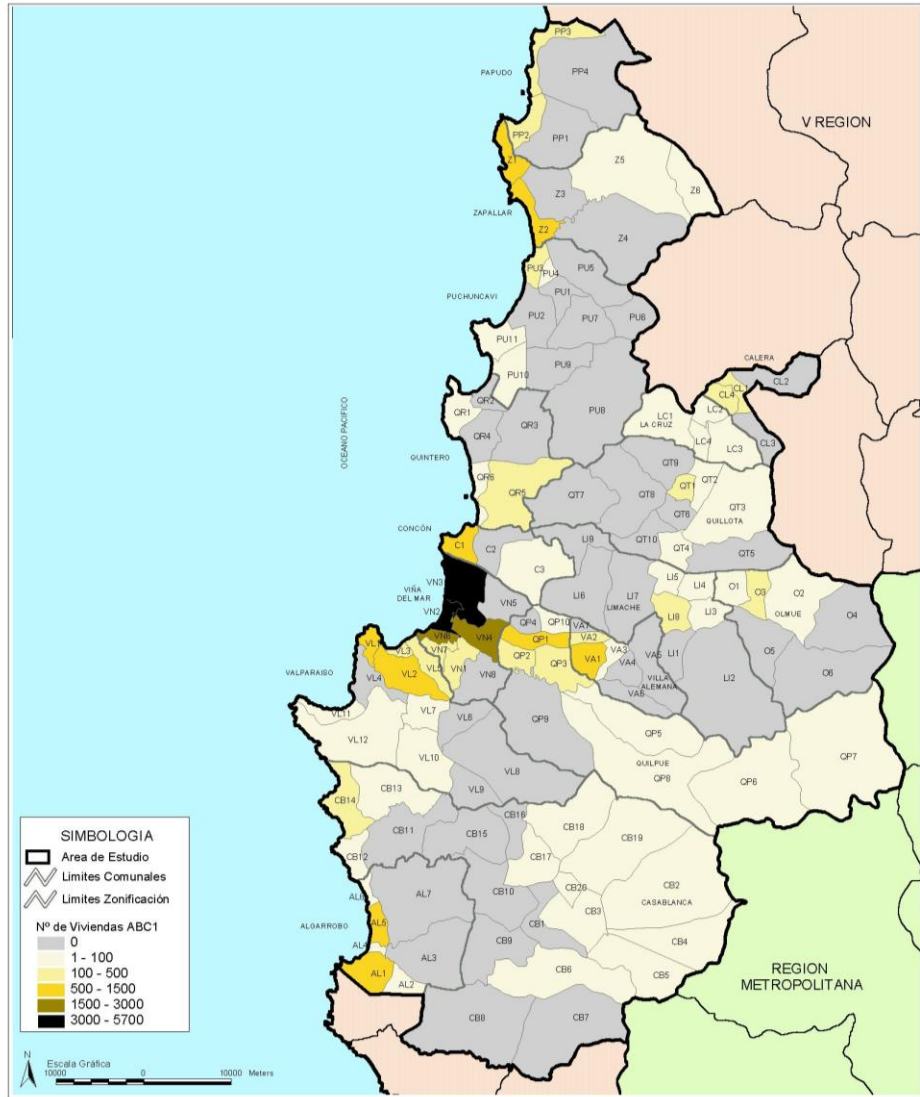 PP3
PAPUDO
PP4
V REGION
PP2
PP1
Z1
Z5
Z6
Z3
ZAPALLAR
Z2
Z4
PU3
PU4
PU5
PUCHUNCAVI
PU1
PU2
PU7
PU6
PU11
CALERA
PU9
PU10
CL1
CL2
CL4
QR2
QR1
PU8
LC1
LC2
LA CRUZ
OCEANO PACIFICO
QR4
QR3
LC4
LC3
CL3
QUINTERO
QT9
QR6
QR5
QT7
QT8
QT1
QT2
QT3
QT6
QUILLOTA
CONCÓN
C1
C2
LI9
QT10
QT4
QT5
VN3
C3
VIÑA
DEL MAR
VN2
LI6
LI7
LIMACHE
LI5
LI4
O1
O3
O2
OLMUE
VN5
QP4
QP10
VA7
LI8
LI3
O4
VN6
VN4
QP1
VA2
VL1
VL3
VN7
VA3
VALPARAISO
VL2
VL5
VN1
QP2
QP3
VA1
VA4
VA5
LI1
O5
VL4
VN8
VILLA
ALEMANA
LI2
O6
VA6
VL11
VL7
VL6
QP9
QP5
VL12
VL10
QUILPUE
QP8
QP6
QP7
VL8
VL9
CB14
CB13
CB16
CB11
CB15
CB18
CB19
CB12
CB17
AL7
CB10
CB20
CB2
CASABLANCA
AL6
CB3
ALGARROBO
AL5
CB1
AL4
CB9
CB4
AL3
AL1
AL2
CB6
CB5
CB8
CB7
REGION
METROPOLITANA
SIMBOLOGIA
Area de Estudio
Limites Comunales
Limites Zonificación
Nº de Viviendas ABC1
0
1 - 100
100 - 500
500 - 1500
1500 - 3000
3000 - 5700
N
Escala Gráfica
10000 0 10000 Meters